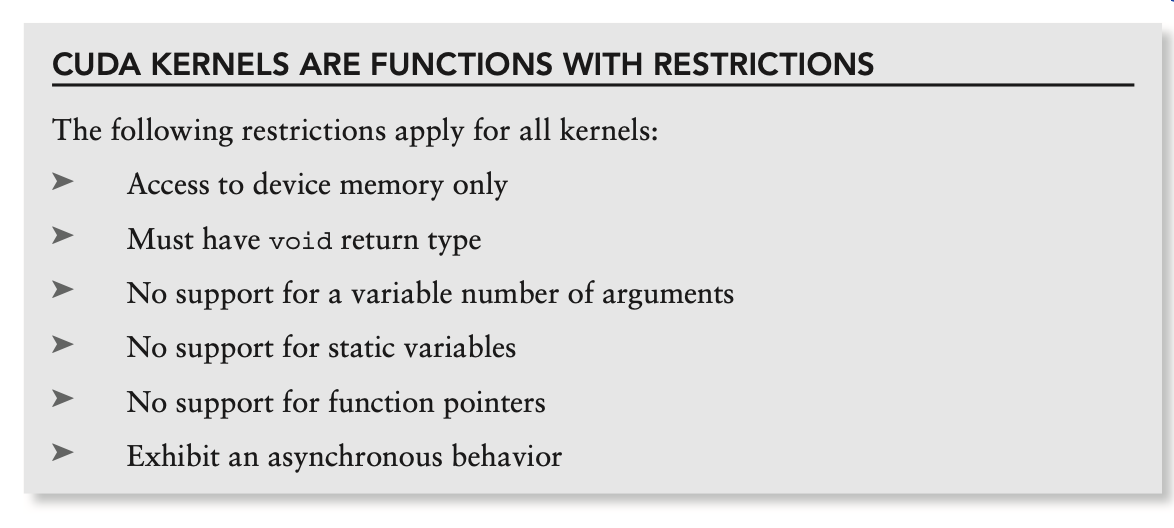 CUDA KERNELS ARE FUNCTIONS WITH RESTRICTIONS
The following restrictions apply for all kernels:
➤ Access to device memory only
➤ Must have void return type
➤ No support for a variable number of arguments
➤ No support for static variables
➤ No support for function pointers
➤ Exhibit an asynchronous behavior